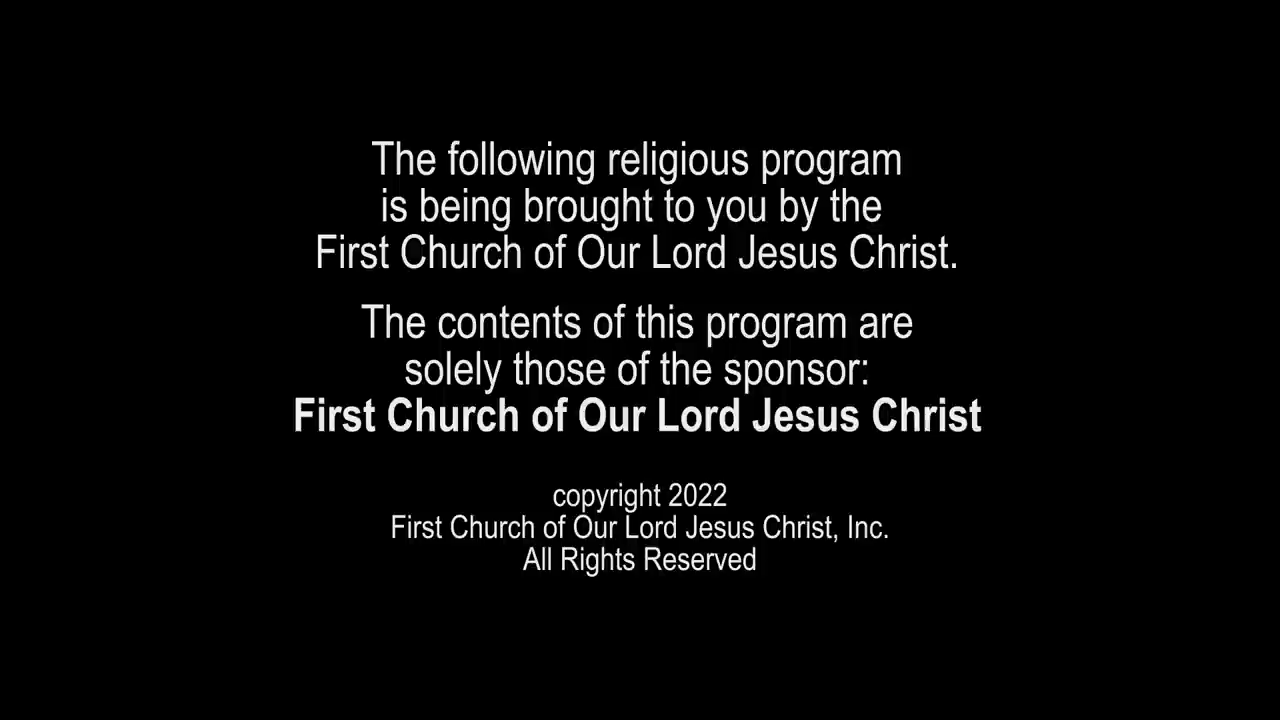 The following religious program
is being brought to you by the
First Church of Our Lord Jesus Christ.
The contents of this program are
solely those of the sponsor:
First Church of Our Lord Jesus Christ
copyright 2022
First Church of Our Lord Jesus Christ, Inc.
All Rights Reserved